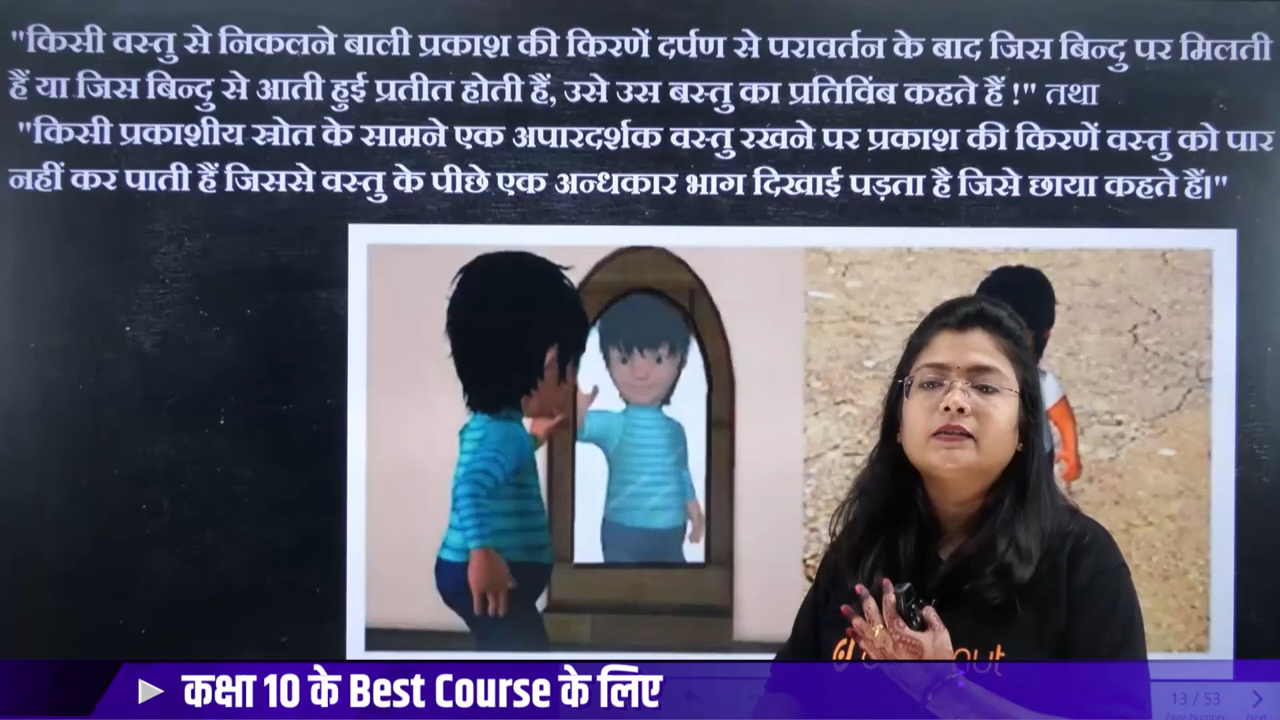 "किसी वस्तु से निकलने बाली प्रकाश की किरणें दर्पण से परावर्तन के बाद जिस बिन्दु पर मिलती
हैं या जिस बिन्दु से आती हुई प्रतीत होती हैं, उसे उस बस्तु का प्रतिविंब कहते हैं !" तथा
"किसी प्रकाशीय स्रोत के सामने एक अपारदर्शक वस्तु रखने पर प्रकाश की किरणें वस्तु को पार
नहीं कर पाती हैं जिससे वस्तु के पीछे एक अन्धकार भाग दिखाई पड़ता है जिसे छाया कहते हैं।"
कक्षा 10 के Best Course के लिए
13 / 53